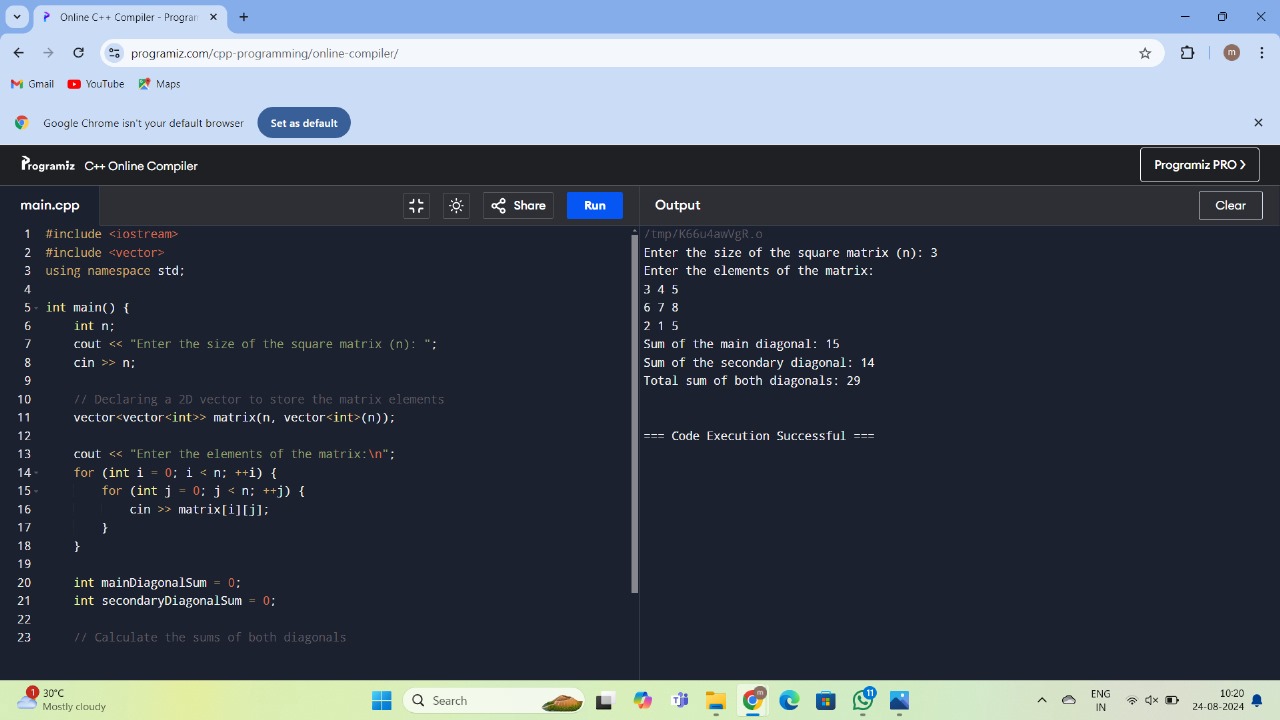 Online C++ Compiler - Program
programiz.com/cpp-programming/online-compiler/
m
Gmail YouTube Maps
Google Chrome isn't your default browser Set as default
Programiz C++ Online Compiler Programiz PRO >
main.cpp Share Run
1 #include <iostream>
2 #include <vector>
3 using namespace std;
4
5 int main() {
6     int n;
7     cout << "Enter the size of the square matrix (n): ";
8     cin >> n;
9
10     // Declaring a 2D vector to store the matrix elements
11     vector<vector<int>> matrix(n, vector<int>(n));
12
13     cout << "Enter the elements of the matrix:\n";
14     for (int i = 0; i < n; ++i) {
15         for (int j = 0; j < n; ++j) {
16             cin >> matrix[i][j];
17         }
18     }
19
20     int mainDiagonalSum = 0;
21     int secondaryDiagonalSum = 0;
22
23     // Calculate the sums of both diagonals
Output Clear
/tmp/K66u4awVgR.o
Enter the size of the square matrix (n): 3
Enter the elements of the matrix:
3 4 5
6 7 8
2 1 5
Sum of the main diagonal: 15
Sum of the secondary diagonal: 14
Total sum of both diagonals: 29
=== Code Execution Successful ===
1 30°C
Mostly cloudy
Search
m
11
ENG
IN
10:20
24-08-2024